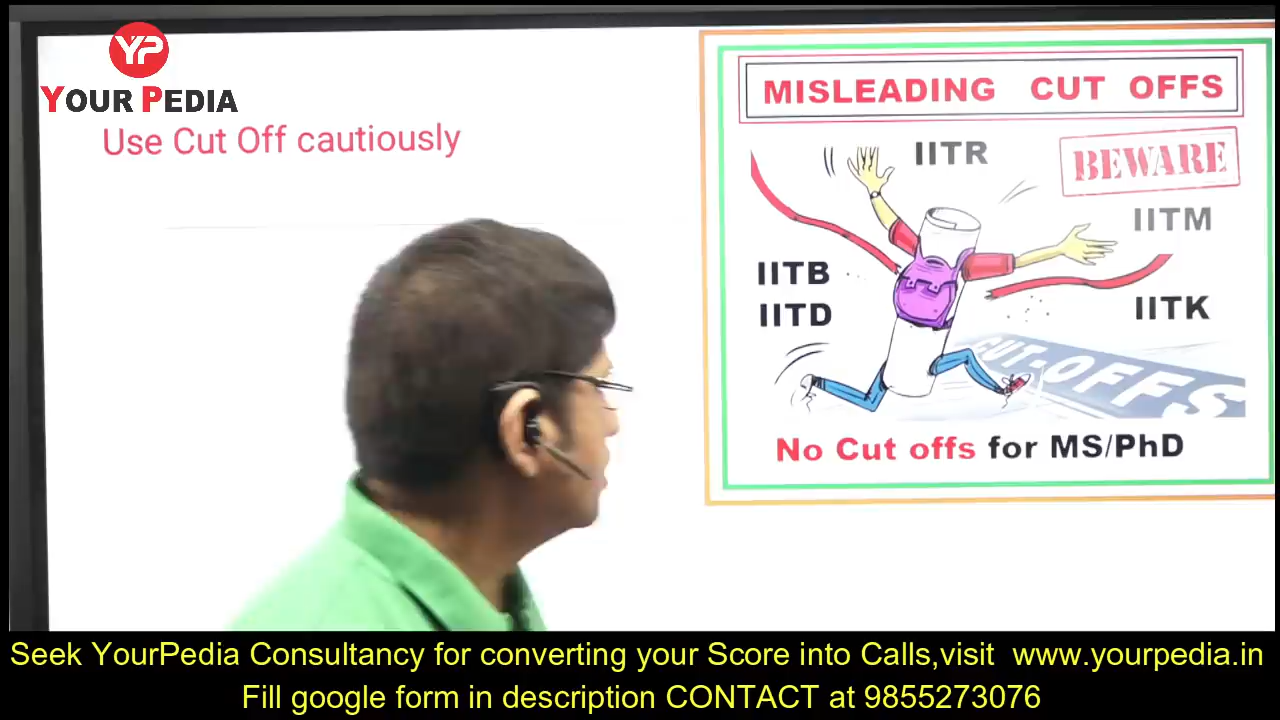 YP
YOUR PEDIA
Use Cut Off cautiously
MISLEADING CUT OFFS
IITR
BEWARE
IITM
IITB
IITD
IITK
CUT-OFFS
No Cut offs for MS/PhD
Seek YourPedia Consultancy for converting your Score into Calls,visit www.yourpedia.in
Fill google form in description CONTACT at 9855273076